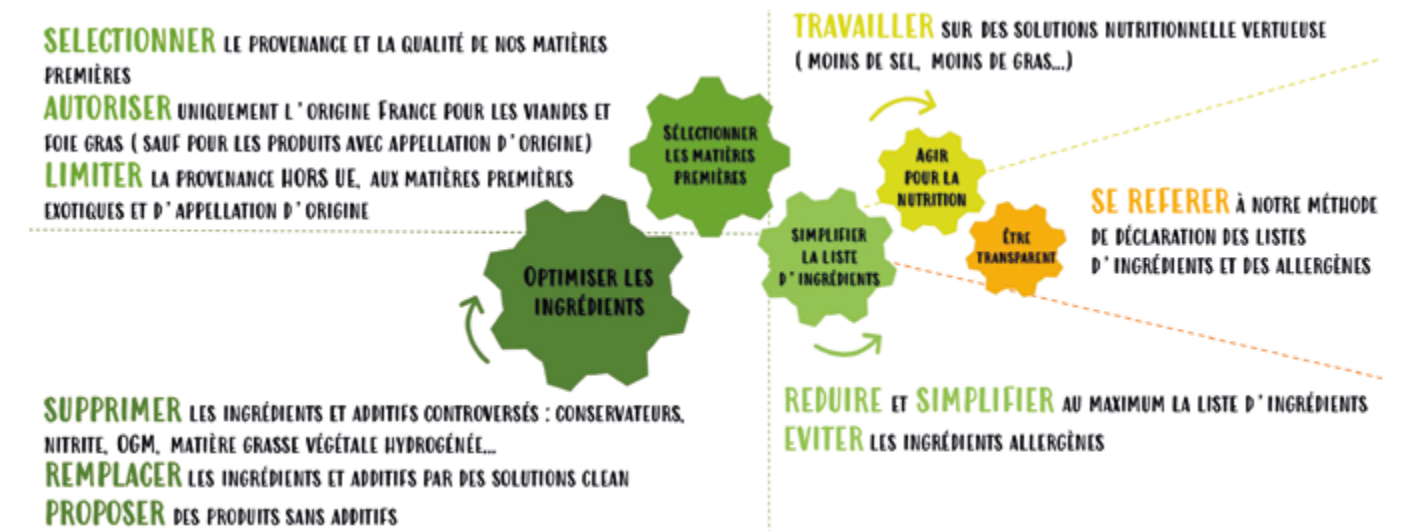 SELECTIONNER LE PROVENANCE ET LA QUALITÉ DE NOS MATIÈRES
PREMIÈRES
AUTORISER UNIQUEMENT L'ORIGINE FRANCE POUR LES VIANDES ET
FOIE GRAS ( SAUF POUR LES PRODUITS AVEC APPELLATION D'ORIGINE)
LIMITER LA PROVENANCE HORS UE, AUX MATIÈRES PREMIÈRES
EXOTIQUES ET D'APPELLATION D'ORIGINE
SÉLECTIONNER
LES MATIÈRES
PREMIÈRES
TRAVAILLER SUR DES SOLUTIONS NUTRITIONNELLE VERTUEUSE
( MOINS DE SEL, MOINS DE GRAS...)
AGIR
POUR LA
NUTRITION
SE REFERER À NOTRE MÉTHODE
DE DÉCLARATION DES LISTES
D'INGRÉDIENTS ET DES ALLERGÈNES
ÊTRE
TRANSPARENT
SIMPLIFIER
LA LISTE
D'INGRÉDIENTS
OPTIMISER LES
INGRÉDIENTS
SUPPRIMER LES INGRÉDIENTS ET ADDITIFS CONTROVERSÉS : CONSERVATEURS,
NITRITE, OGM, MATIÈRE GRASSE VÉGÉTALE HYDROGÉNÉE...
REMPLACER LES INGRÉDIENTS ET ADDITIFS PAR DES SOLUTIONS CLEAN
PROPOSER DES PRODUITS SANS ADDITIFS
REDUIRE ET SIMPLIFIER AU MAXIMUM LA LISTE D'INGRÉDIENTS
EVITER LES INGRÉDIENTS ALLERGÈNES